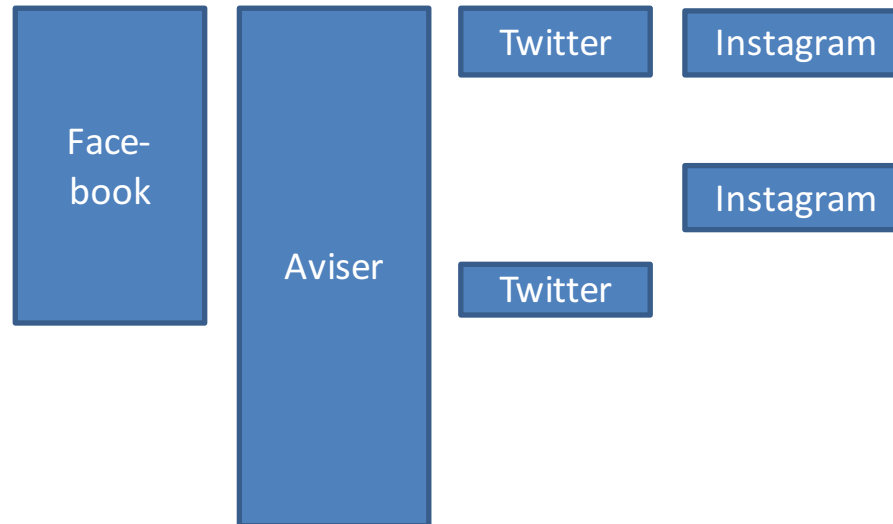 Face-
book
Aviser
Twitter
Twitter
Instagram
Instagram